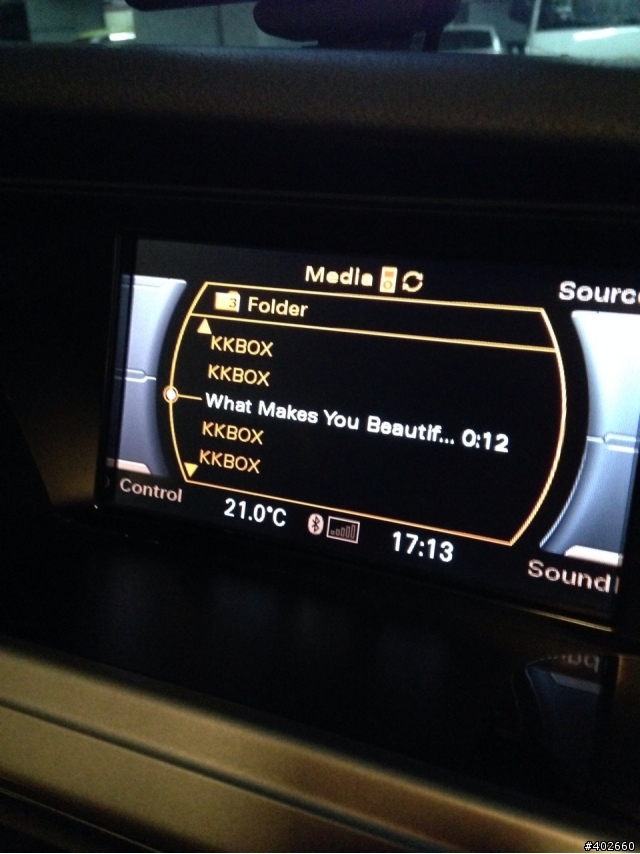 Media
Source
3 Folder
KKBOX
KKBOX
What Makes You Beautif... 0:12
KKBOX
KKBOX
Control
21.0°C
17:13
Sound
#402660